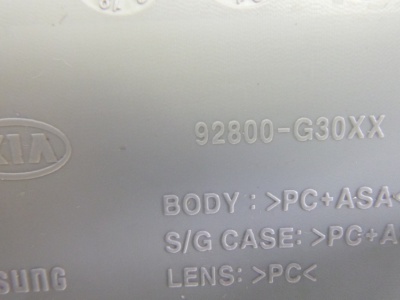 92800-G30XX
KIA
BODY : >PC+ASA<
S/G CASE: >PC+A
LENS: >PC<